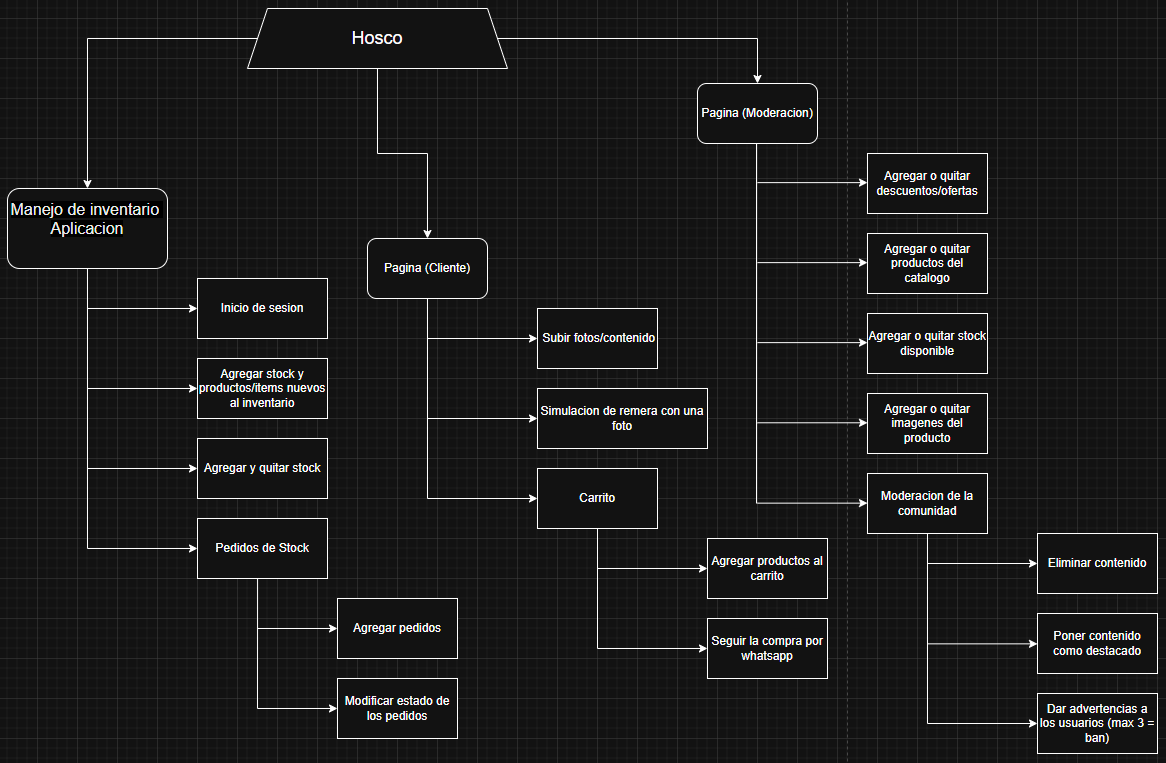 Hosco
Manejo de inventario
Aplicacion
Inicio de sesion
Agregar stock y
productos/items nuevos
al inventario
Agregar y quitar stock
Pedidos de Stock
Agregar pedidos
Modificar estado de
los pedidos
Pagina (Cliente)
Subir fotos/contenido
Simulacion de remera con una
foto
Carrito
Agregar productos al
carrito
Seguir la compra por
whatsapp
Pagina (Moderacion)
Agregar o quitar
descuentos/ofertas
Agregar o quitar
productos del
catalogo
Agregar o quitar stock
disponible
Agregar o quitar
imagenes del
producto
Moderacion de la
comunidad
Eliminar contenido
Poner contenido
como destacado
Dar advertencias a
los usuarios (max 3 =
ban)